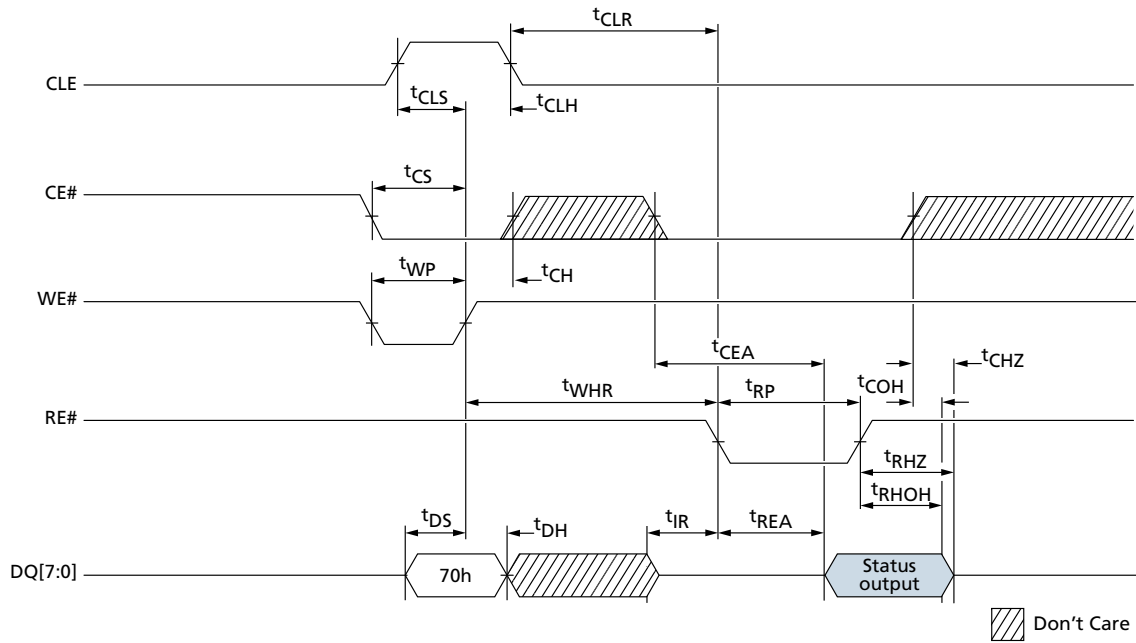 tCLR
CLE
tCLS
tCLH
tCS
CE#
tWP
tCH
WE#
tCEA
tCHZ
tWHR
tRP
tCOH
RE#
tRHZ
tRHOH
tDS
tDH
tIR
tREA
DQ[7:0]
70h
Status
output
Don't Care